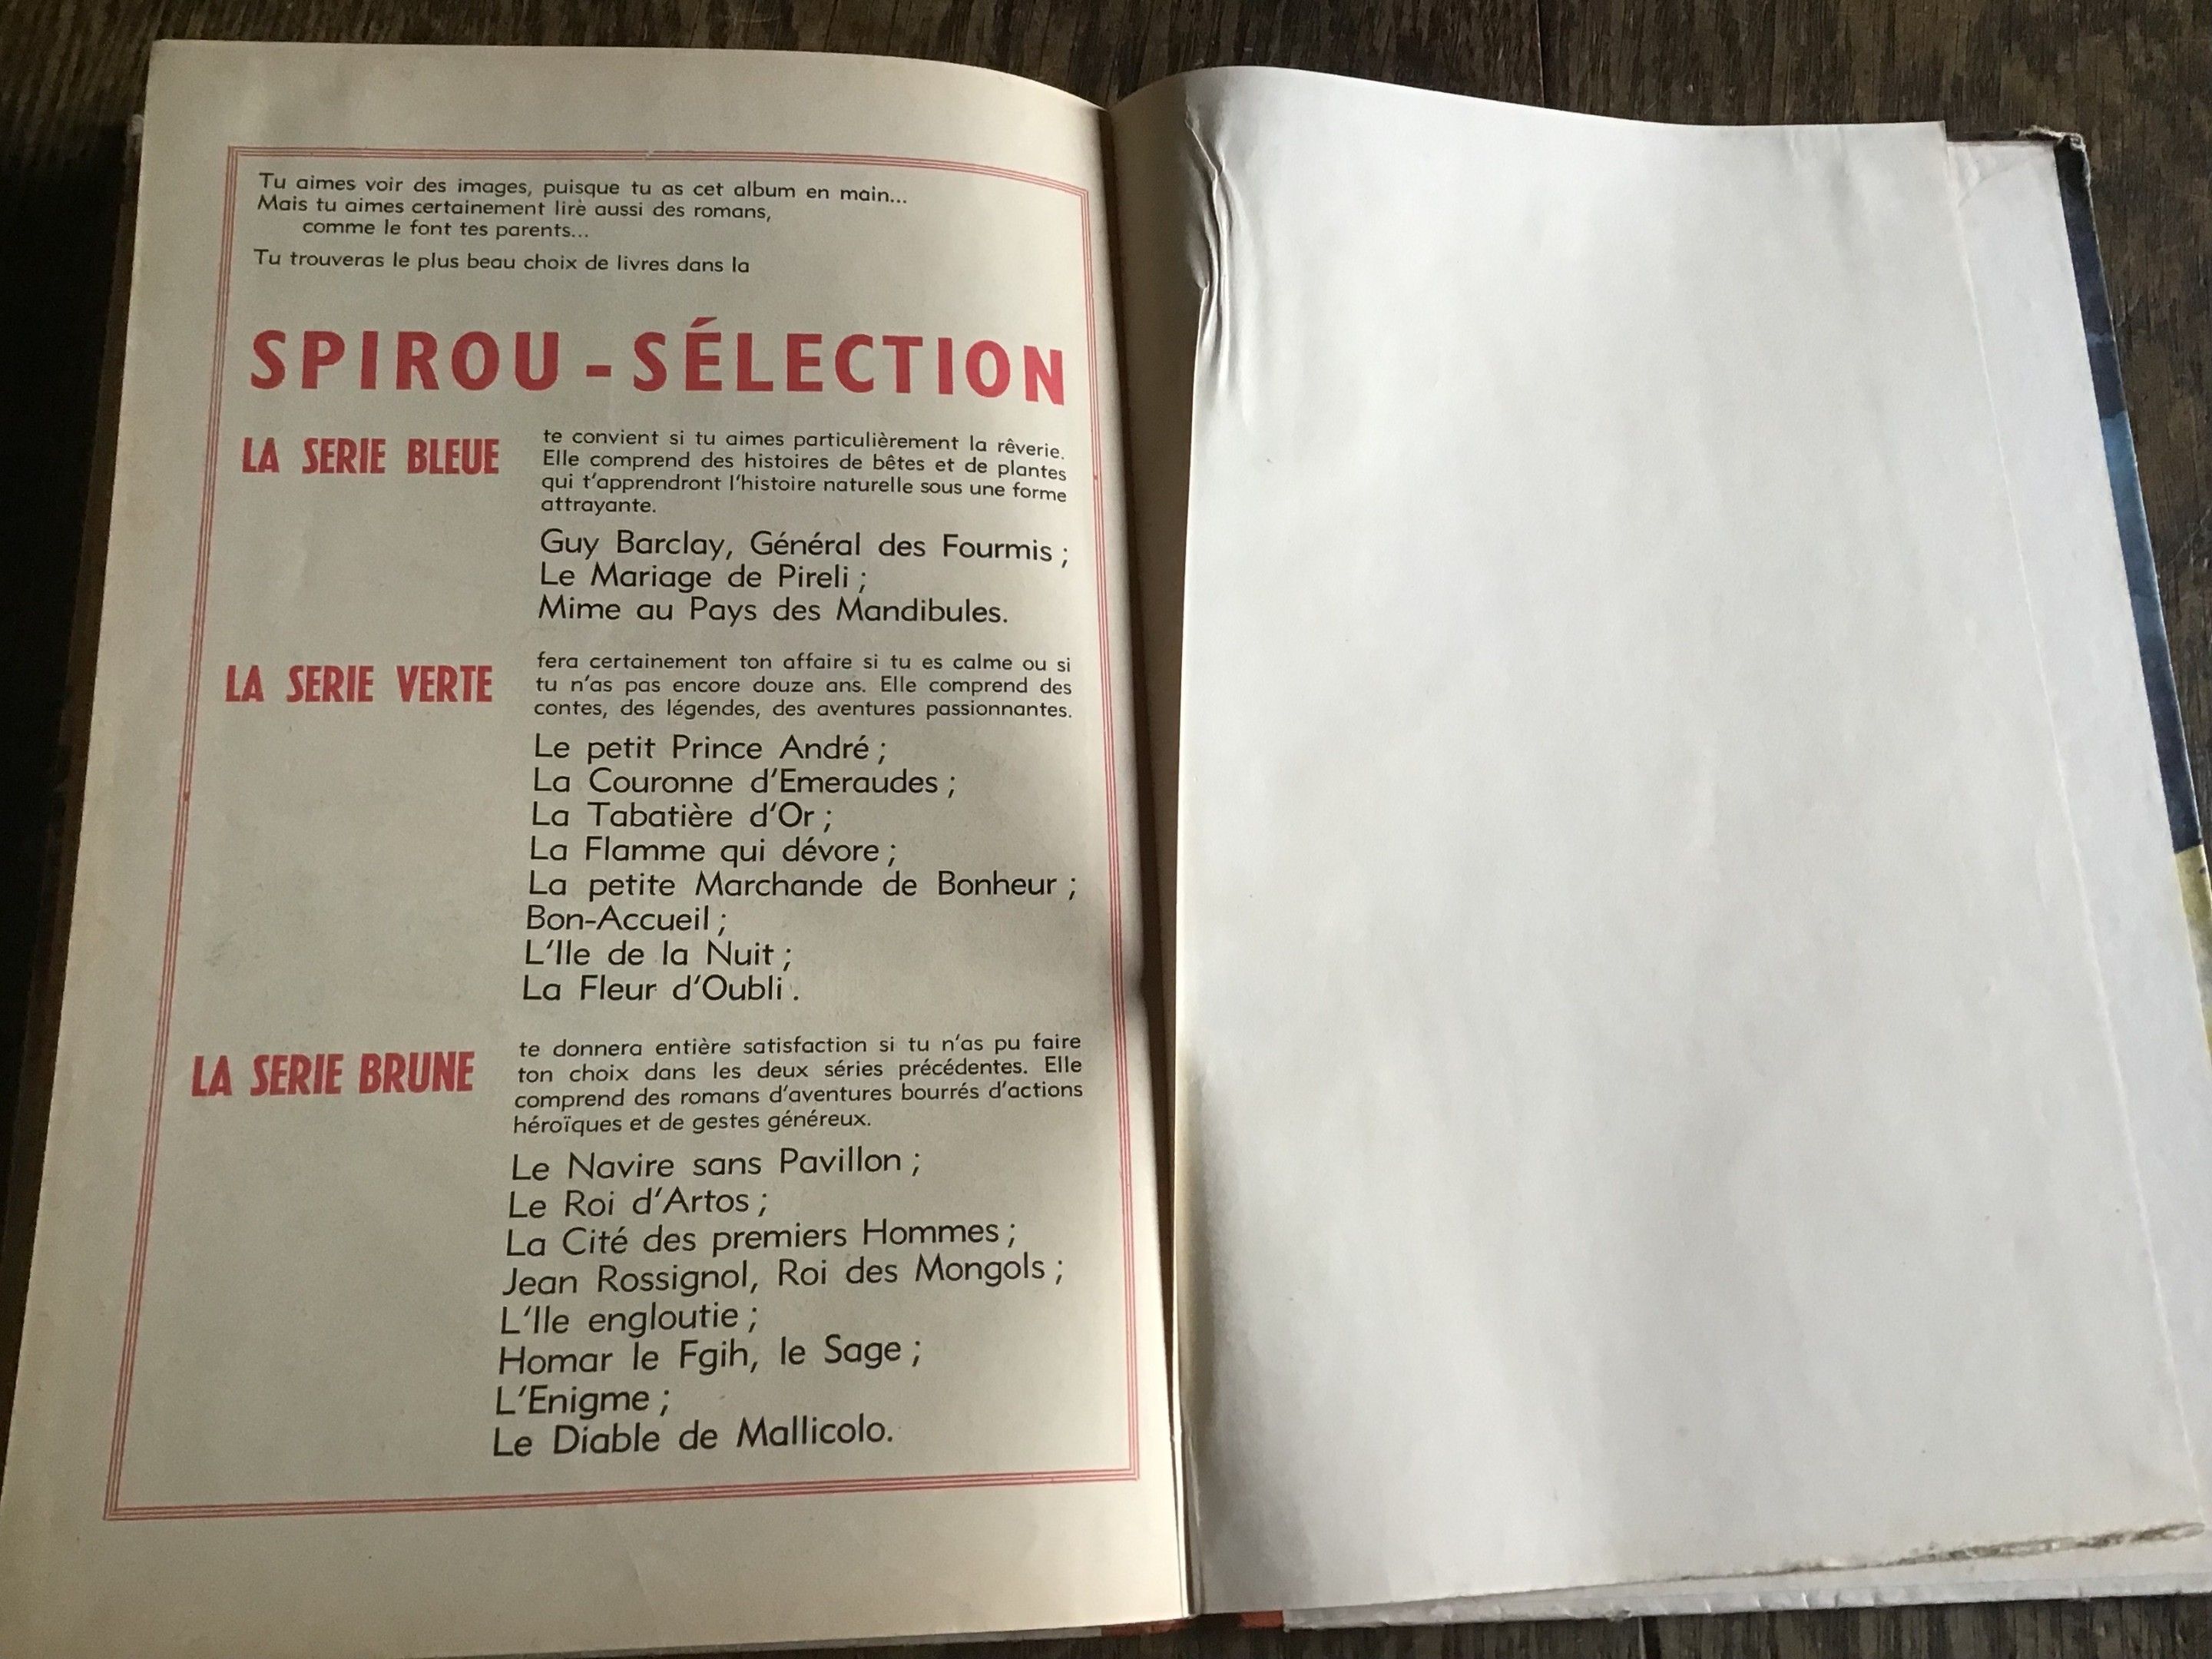 Tu aimes voir des images, puisque tu as cet album en main...
Mais tu aimes certainement lire aussi des romans,
comme le font tes parents...
Tu trouveras le plus beau choix de livres dans la
SPIROU - SÉLECTION
LA SERIE BLEUE
te convient si tu aimes particulièrement la rêverie.
Elle comprend des histoires de bêtes et de plantes
qui t'apprendront l'histoire naturelle sous une forme
attrayante.
Guy Barclay, Général des Fourmis ;
Le Mariage de Pireli ;
Mime au Pays des Mandibules.
LA SERIE VERTE
fera certainement ton affaire si tu es calme ou si
tu n'as pas encore douze ans. Elle comprend des
contes, des légendes, des aventures passionnantes.
Le petit Prince André ;
La Couronne d'Emeraudes ;
La Tabatière d'Or ;
La Flamme qui dévore ;
La petite Marchande de Bonheur ;
Bon-Accueil ;
L'Ile de la Nuit ;
La Fleur d'Oubli .
LA SERIE BRUNE
te donnera entière satisfaction si tu n'as pu faire
ton choix dans les deux séries précédentes. Elle
comprend des romans d'aventures bourrés d'actions
héroïques et de gestes généreux.
Le Navire sans Pavillon ;
Le Roi d'Artos ;
La Cité des premiers Hommes ;
Jean Rossignol, Roi des Mongols ;
L'Ile engloutie ;
Homar le Fgih, le Sage ;
L'Enigme ;
Le Diable de Mallicolo.